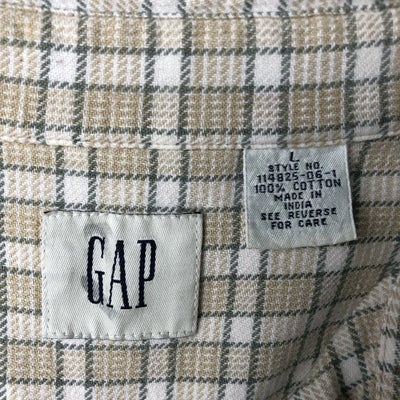 L
STYLE NO.
114825-06-1
100% COTTON
MADE IN
INDIA
SEE REVERSE
FOR CARE
GAP